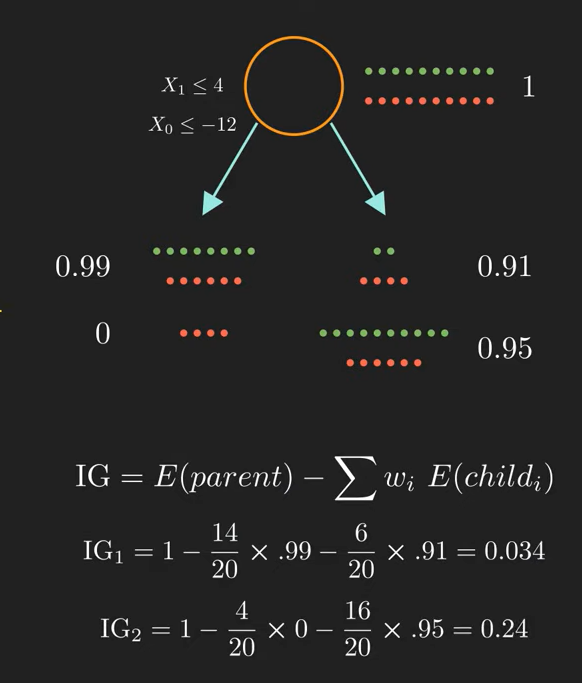 X₁ ≤ 4
1
X₀ ≤ −12
0.99
0.91
0
0.95
IG = E(parent) − ∑ wᵢ E(childᵢ)
IG₁ = 1 − 14/20 × .99 − 6/20 × .91 = 0.034
IG₂ = 1 − 4/20 × 0 − 16/20 × .95 = 0.24